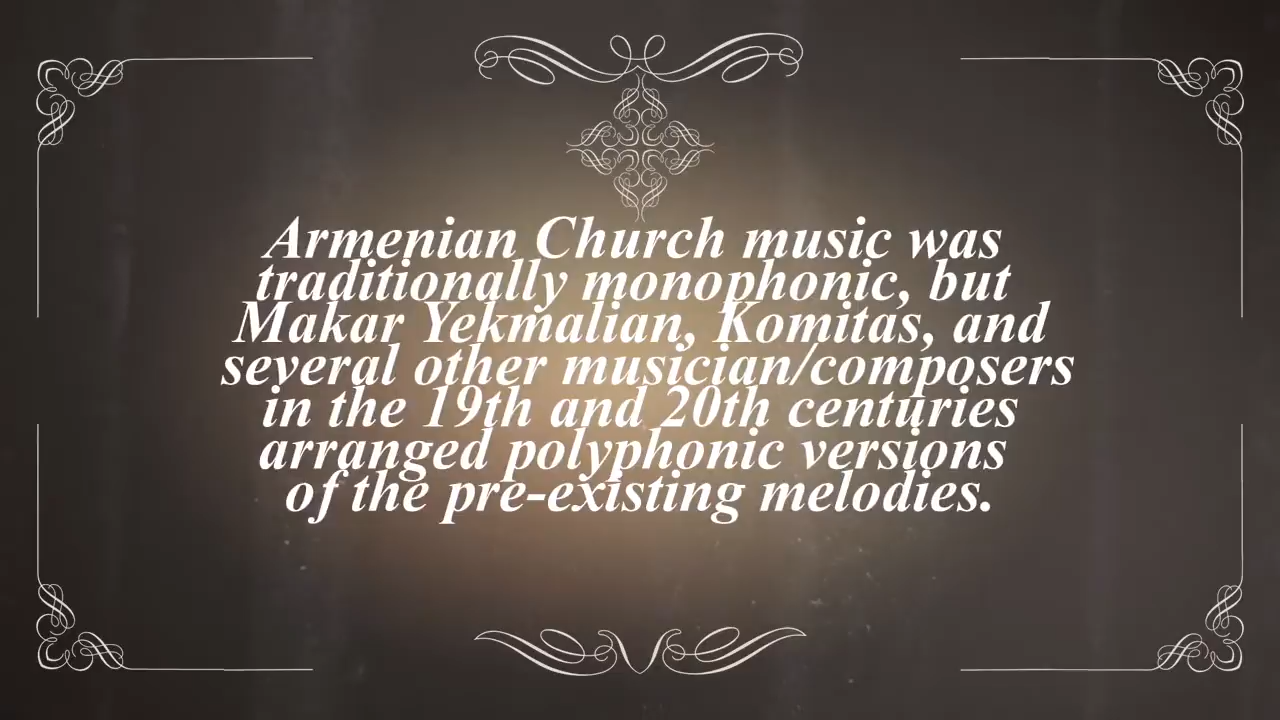 Armenian Church music was
traditionally monophonic, but
Makar Yekmalian, Komitas, and
several other musician/composers
in the 19th and 20th centuries
arranged polyphonic versions
of the pre-existing melodies.